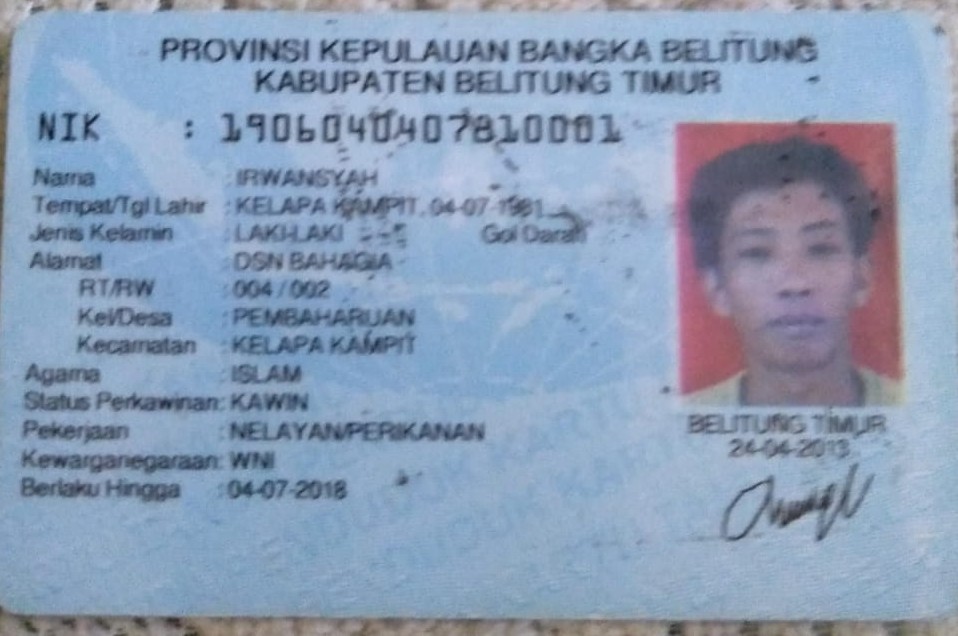 PROVINSI KEPULAUAN BANGKA BELITUNG
KABUPATEN BELITUNG TIMUR
NIK : 1906040407810001
Nama : IRWANSYAH
Tempat/Tgl Lahir : KELAPA KAMPIT, 04-07-1981
Jenis Kelamin : LAKI-LAKI Gol Darah
Alamat : DSN BAHAGIA
RT/RW : 004 / 002
Kel/Desa : PEMBAHARUAN
Kecamatan : KELAPA KAMPIT
Agama : ISLAM
Status Perkawinan: KAWIN
Pekerjaan : NELAYAN/PERIKANAN
Kewarganegaraan: WNI
Berlaku Hingga : 04-07-2018
BELITUNG TIMUR
24-04-2013